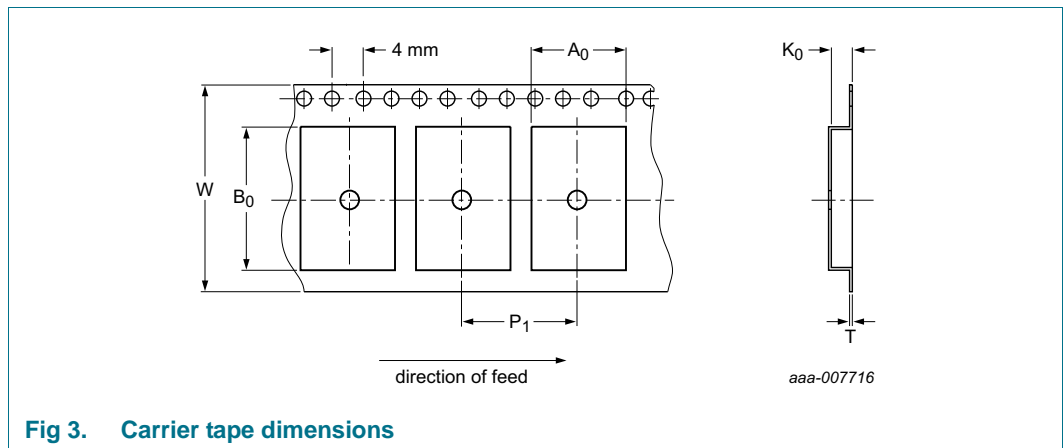 4 mm
A0
K0
W
B0
P1
T
direction of feed
aaa-007716
Fig 3. Carrier tape dimensions